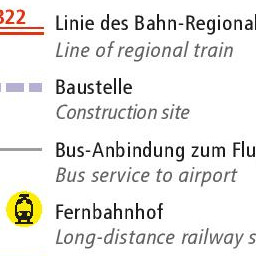 322
Linie des Bahn-Regional
Line of regional train
Baustelle
Construction site
Bus-Anbindung zum Flu
Bus service to airport
Fernbahnhof
Long-distance railway s